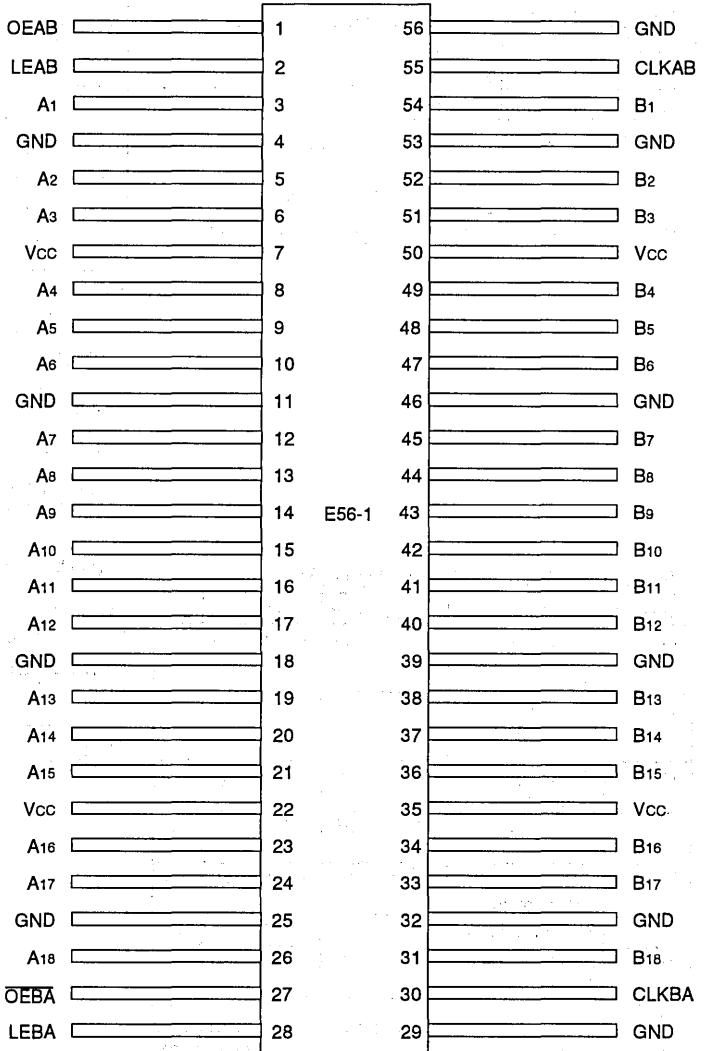 OEAB 1 56 GND
LEAB 2 55 CLKAB
A1 3 54 B1
GND 4 53 GND
A2 5 52 B2
A3 6 51 B3
VCC 7 50 VCC
A4 8 49 B4
A5 9 48 B5
A6 10 47 B6
GND 11 46 GND
A7 12 45 B7
A8 13 44 B8
A9 14 E56-1 43 B9
A10 15 42 B10
A11 16 41 B11
A12 17 40 B12
GND 18 39 GND
A13 19 38 B13
A14 20 37 B14
A15 21 36 B15
VCC 22 35 VCC
A16 23 34 B16
A17 24 33 B17
GND 25 32 GND
A18 26 31 B18
O̅E̅B̅A̅ 27 30 CLKBA
LEBA 28 29 GND